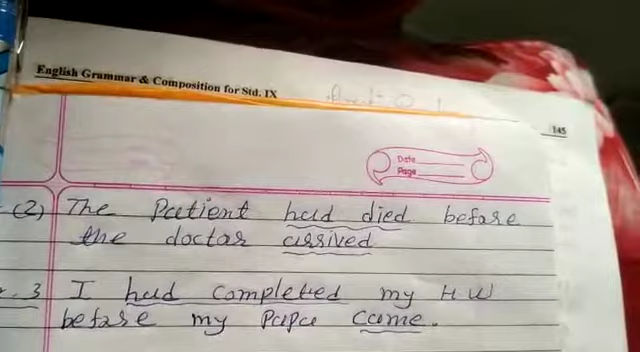 English Grammar & Composition for Std. IX
145
Date
Page
(2) The Patient had died before
the doctor arrived
3 I had completed my H W
before my Papa came.